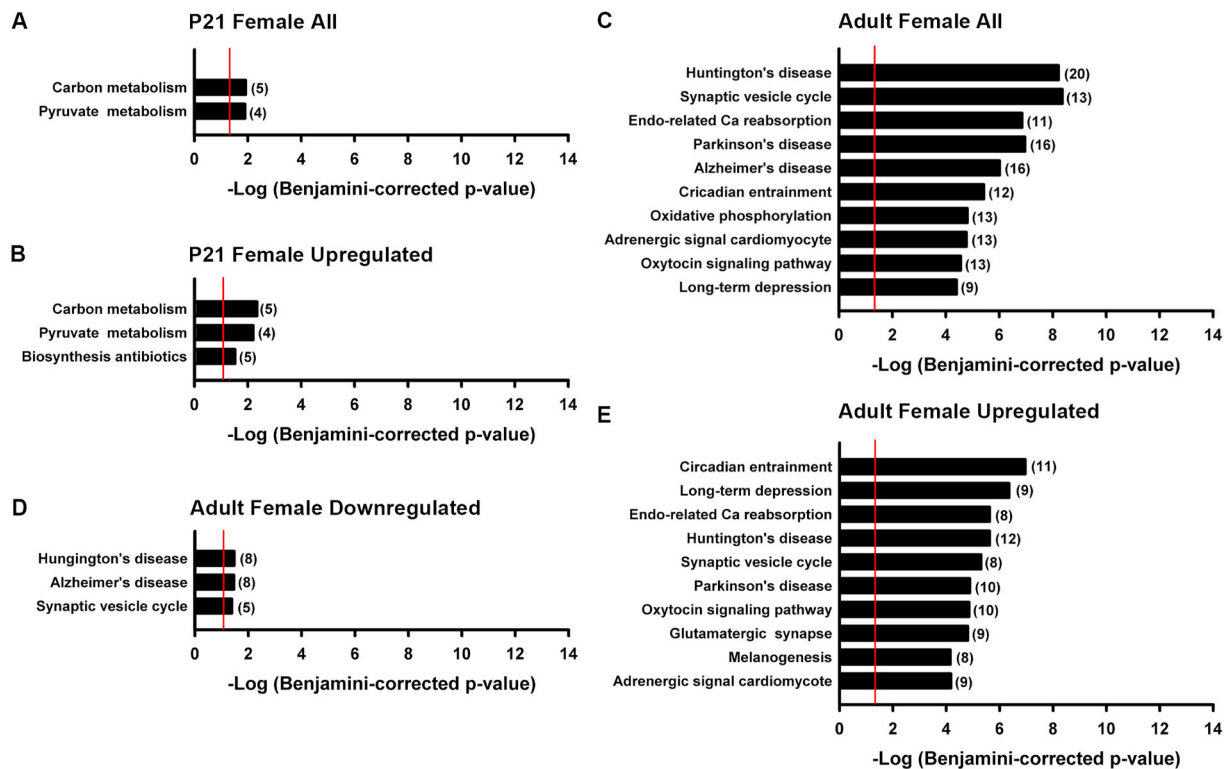 A
P21 Female All
Carbon metabolism (5)
Pyruvate metabolism (4)
0 2 4 6 8 10 12 14
-Log (Benjamini-corrected p-value)
B
P21 Female Upregulated
Carbon metabolism (5)
Pyruvate metabolism (4)
Biosynthesis antibiotics (5)
0 2 4 6 8 10 12 14
-Log (Benjamini-corrected p-value)
D
Adult Female Downregulated
Hungington's disease (8)
Alzheimer's disease (8)
Synaptic vesicle cycle (5)
0 2 4 6 8 10 12 14
-Log (Benjamini-corrected p-value)
C
Adult Female All
Huntington's disease (20)
Synaptic vesicle cycle (13)
Endo-related Ca reabsorption (11)
Parkinson's disease (16)
Alzheimer's disease (16)
Cricadian entrainment (12)
Oxidative phosphorylation (13)
Adrenergic signal cardiomyocyte (13)
Oxytocin signaling pathway (13)
Long-term depression (9)
0 2 4 6 8 10 12 14
-Log (Benjamini-corrected p-value)
E
Adult Female Upregulated
Circadian entrainment (11)
Long-term depression (9)
Endo-related Ca reabsorption (8)
Huntington's disease (12)
Synaptic vesicle cycle (8)
Parkinson's disease (10)
Oxytocin signaling pathway (10)
Glutamatergic synapse (9)
Melanogenesis (8)
Adrenergic signal cardiomycote (9)
0 2 4 6 8 10 12 14
-Log (Benjamini-corrected p-value)